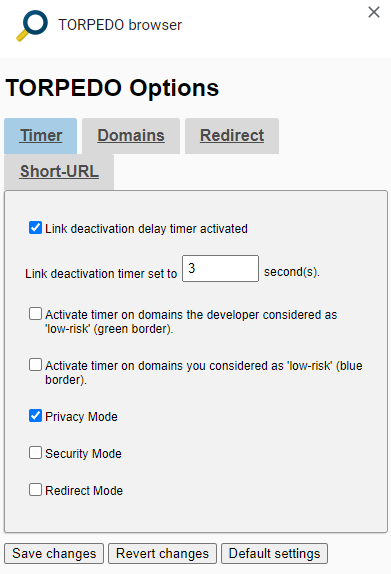 TORPEDO browser
TORPEDO Options
Timer Domains Redirect
Short-URL
Link deactivation delay timer activated
Link deactivation timer set to 3 second(s).
Activate timer on domains the developer considered as
'low-risk' (green border).
Activate timer on domains you considered as 'low-risk' (blue
border).
Privacy Mode
Security Mode
Redirect Mode
Save changes Revert changes Default settings